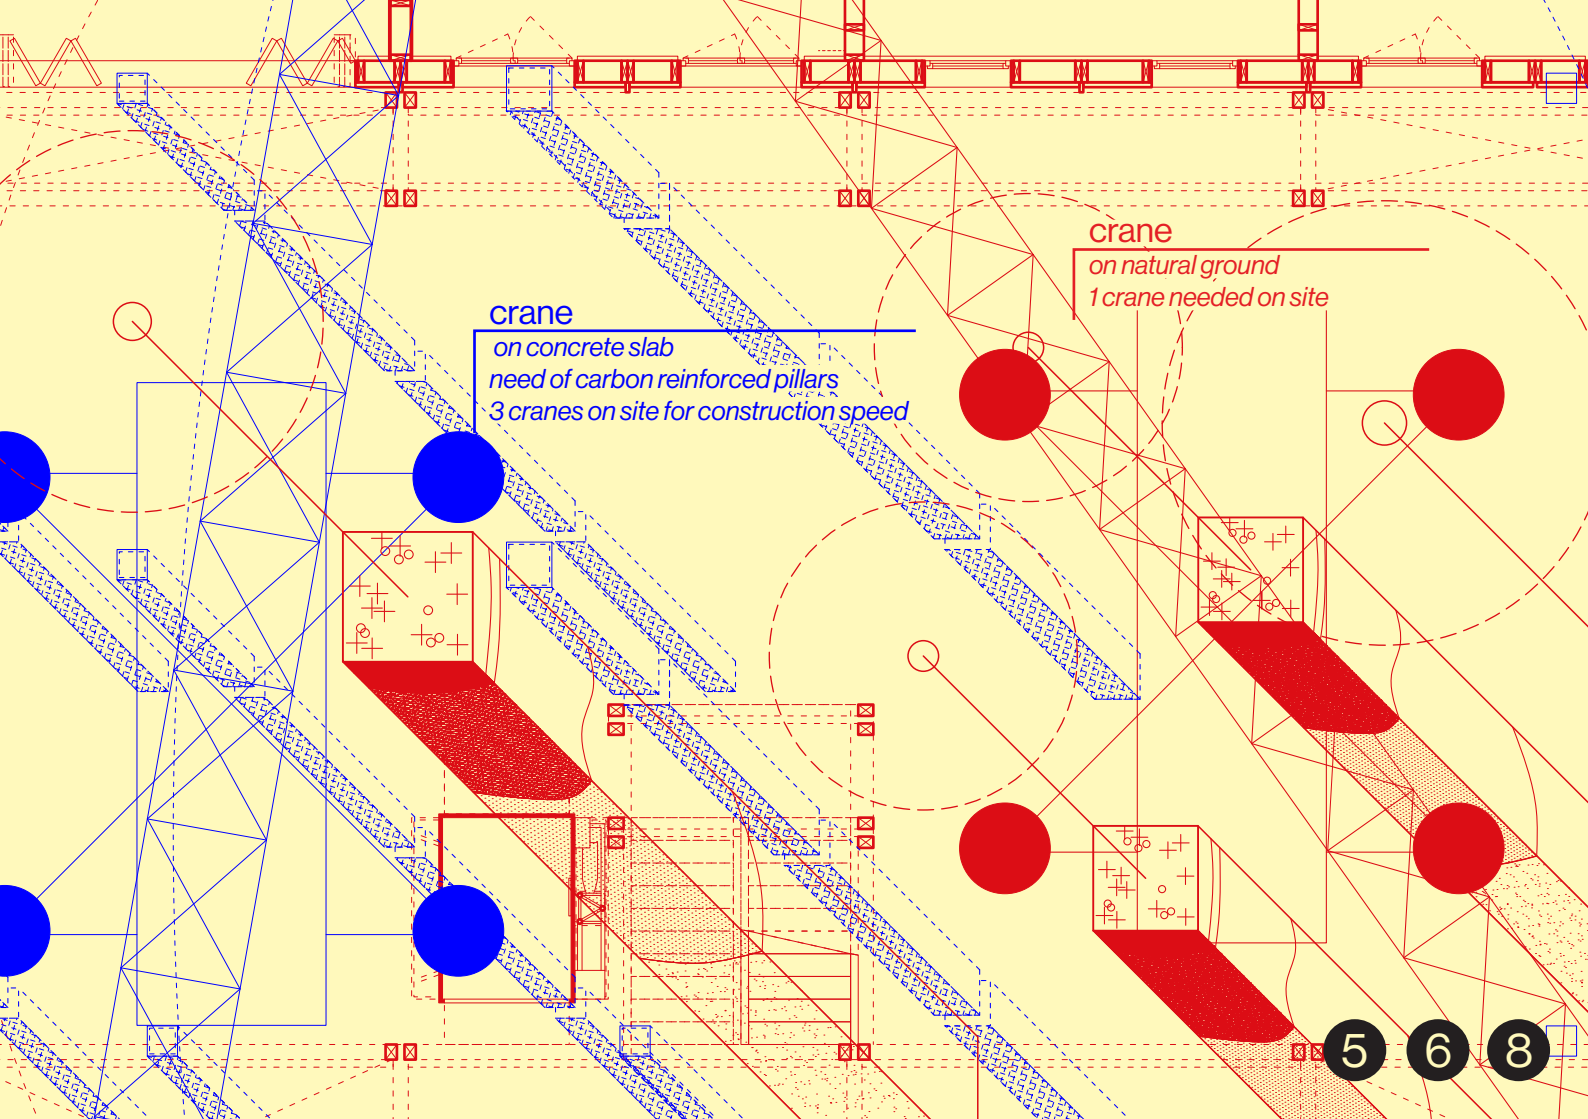 crane
on natural ground
1 crane needed on site
crane
on concrete slab
need of carbon reinforced pillars
3 cranes on site for construction speed
5 6 8